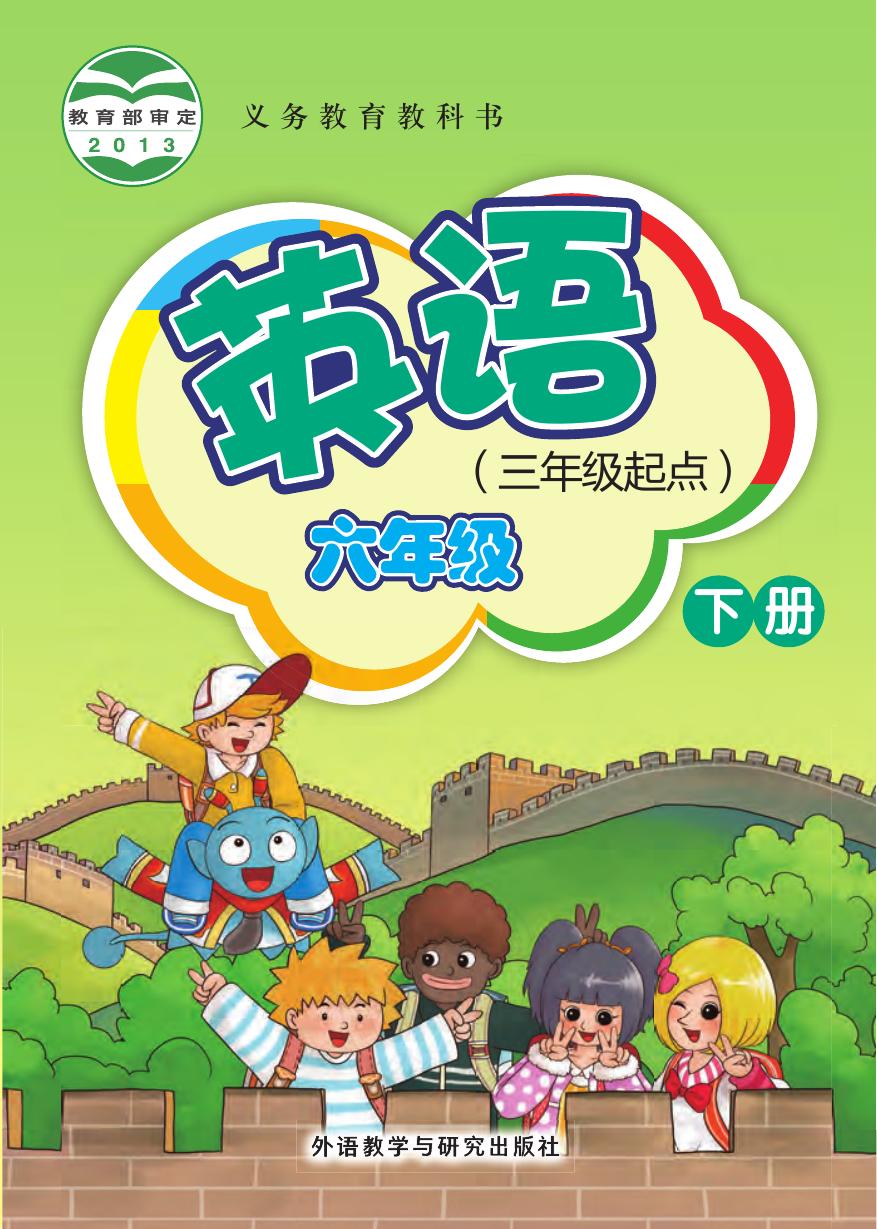 教育部审定
2013
义务教育教科书
英语
（三年级起点）
六年级
下册
外语教学与研究出版社